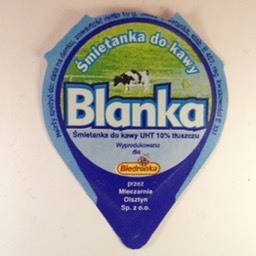 Śmietanka do kawy
Blanka
Śmietanka do kawy UHT 10% tłuszczu
Wyprodukowano
dla
Biedronka
przez
Mleczarnia
Olsztyn
Sp. z o.o.